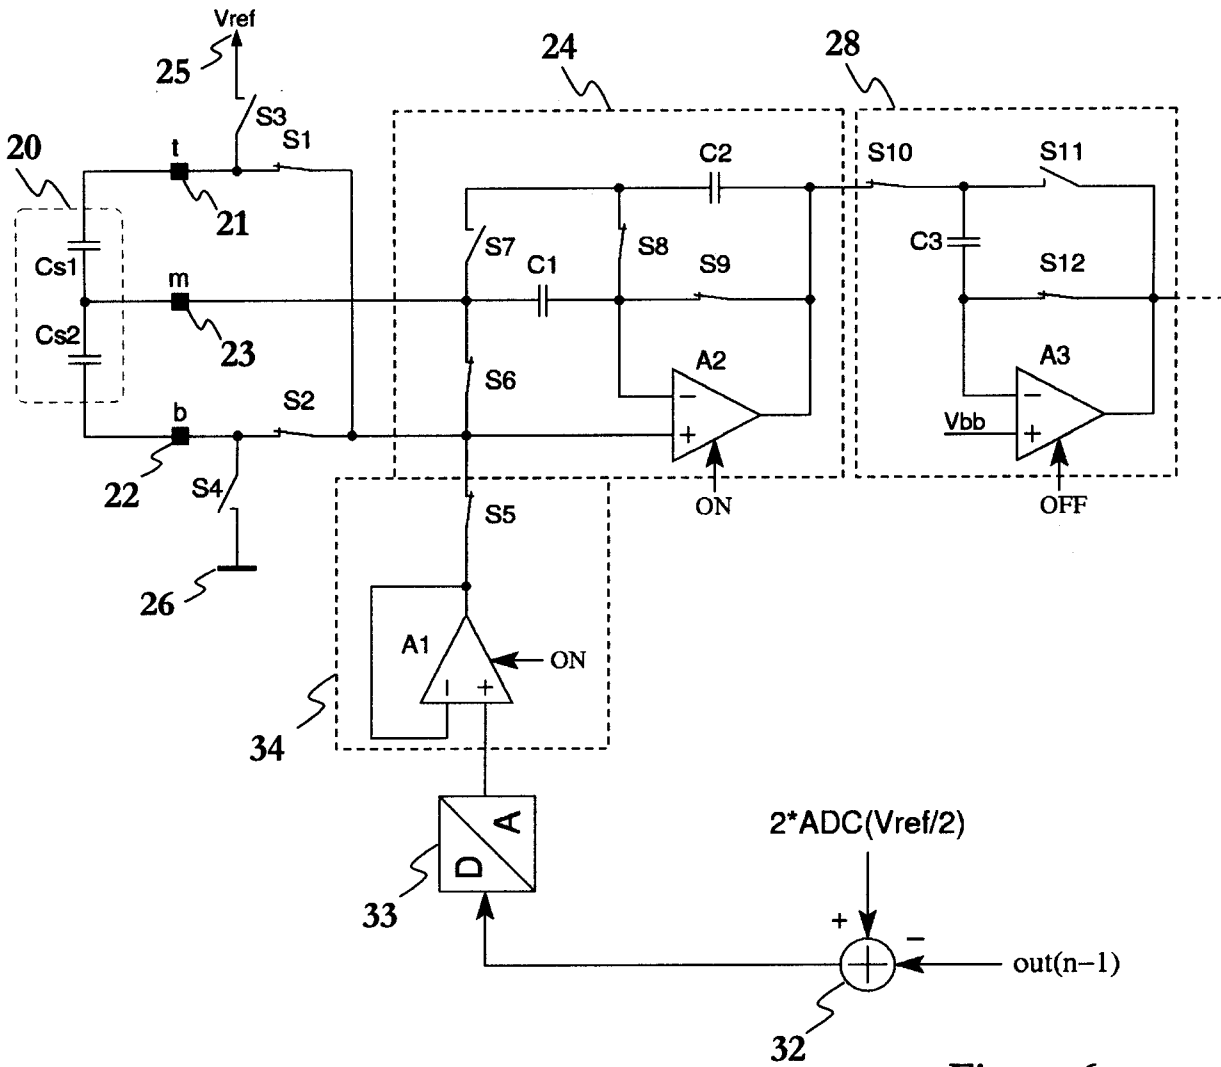 Vref
25
24
28
S3
20
t
S1
C2
S10
S11
21
S7
S8
C3
Cs1
m
C1
S9
S12
Cs2
23
S6
A2
A3
b
S2
−
−
+
Vbb
+
22
S4
ON
OFF
S5
26
A1
ON
−
+
34
2*ADC(Vref/2)
A
D
33
+
−
out(n−1)
32